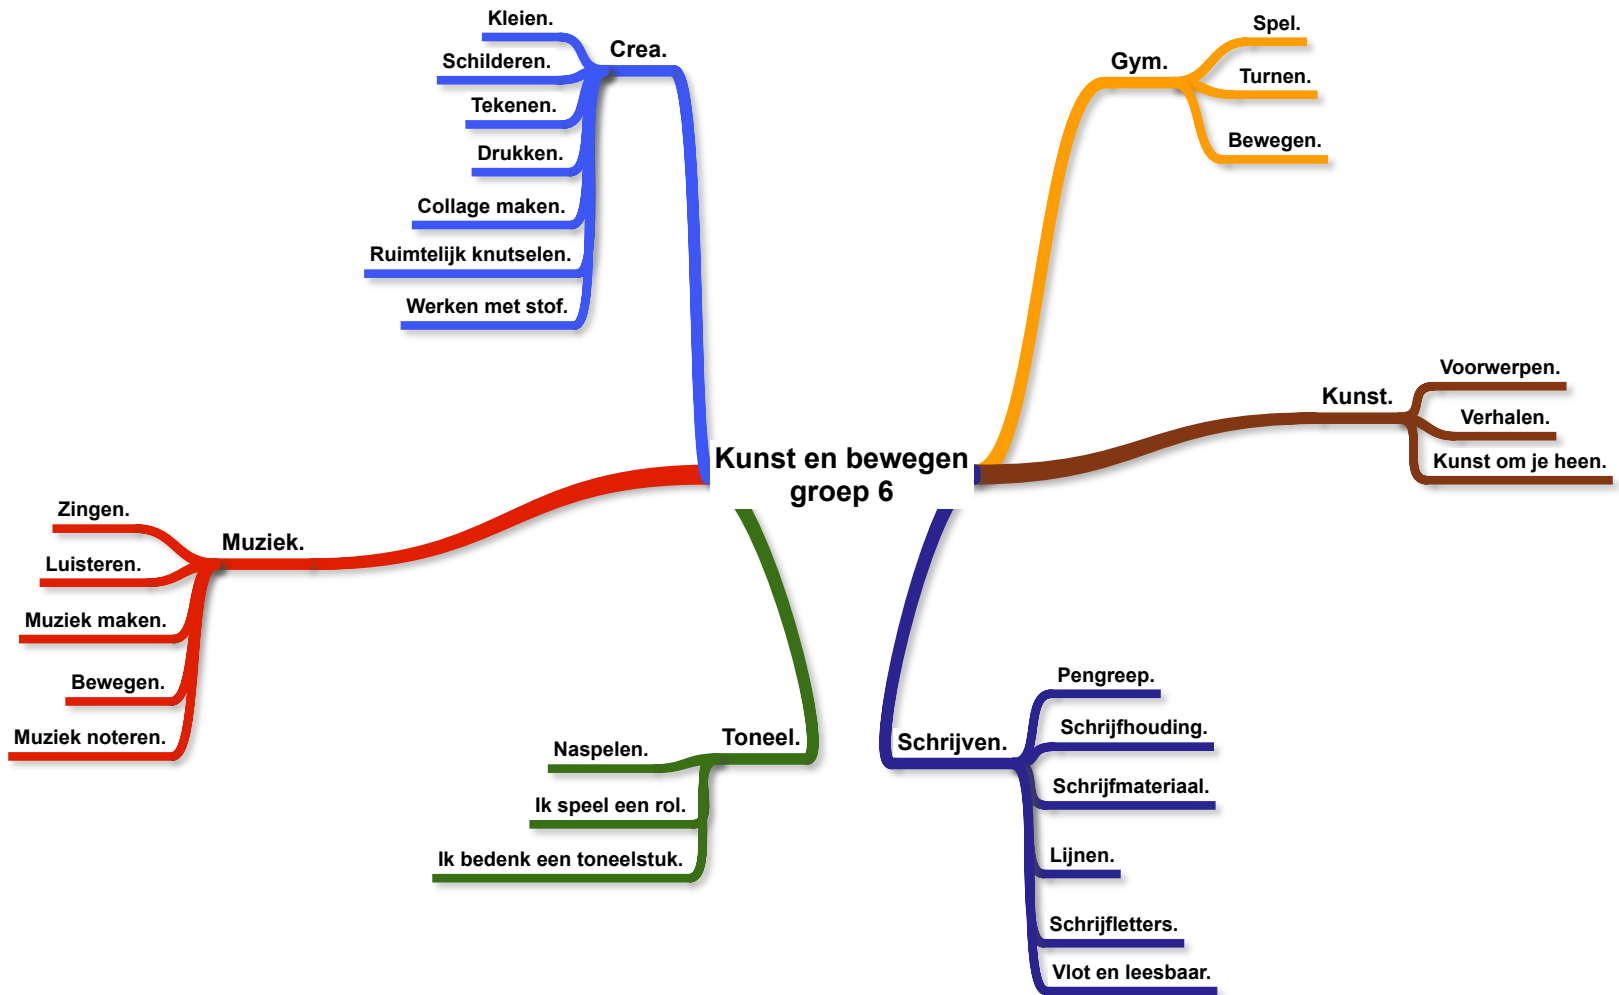 Kunst en bewegen
groep 6
Crea.
Kleien.
Schilderen.
Tekenen.
Drukken.
Collage maken.
Ruimtelijk knutselen.
Werken met stof.
Gym.
Spel.
Turnen.
Bewegen.
Kunst.
Voorwerpen.
Verhalen.
Kunst om je heen.
Muziek.
Zingen.
Luisteren.
Muziek maken.
Bewegen.
Muziek noteren.
Toneel.
Naspelen.
Ik speel een rol.
Ik bedenk een toneelstuk.
Schrijven.
Pengreep.
Schrijfhouding.
Schrijfmateriaal.
Lijnen.
Schrijfletters.
Vlot en leesbaar.